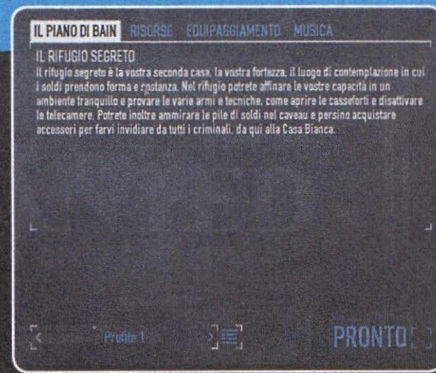 IL PIANO DI BAIN RISORSE EQUIPAGGIAMENTO MUSICA
IL RIFUGIO SEGRETO
Il rifugio segreto è la vostra seconda casa, la vostra fortezza, il luogo di contemplazione in cui
i soldi prendono forma e sostanza. Nel rifugio potrete affinare le vostre capacità in un
ambiente tranquillo e provare le varie armi e tecniche, come aprire le casseforti e disattivare
le telecamere. Potrete inoltre ammirare le pile di soldi nel caveau e persino acquistare
accessori per farvi invidiare da tutti i criminali, da qui alla Casa Bianca.
Profile 1
PRONTO